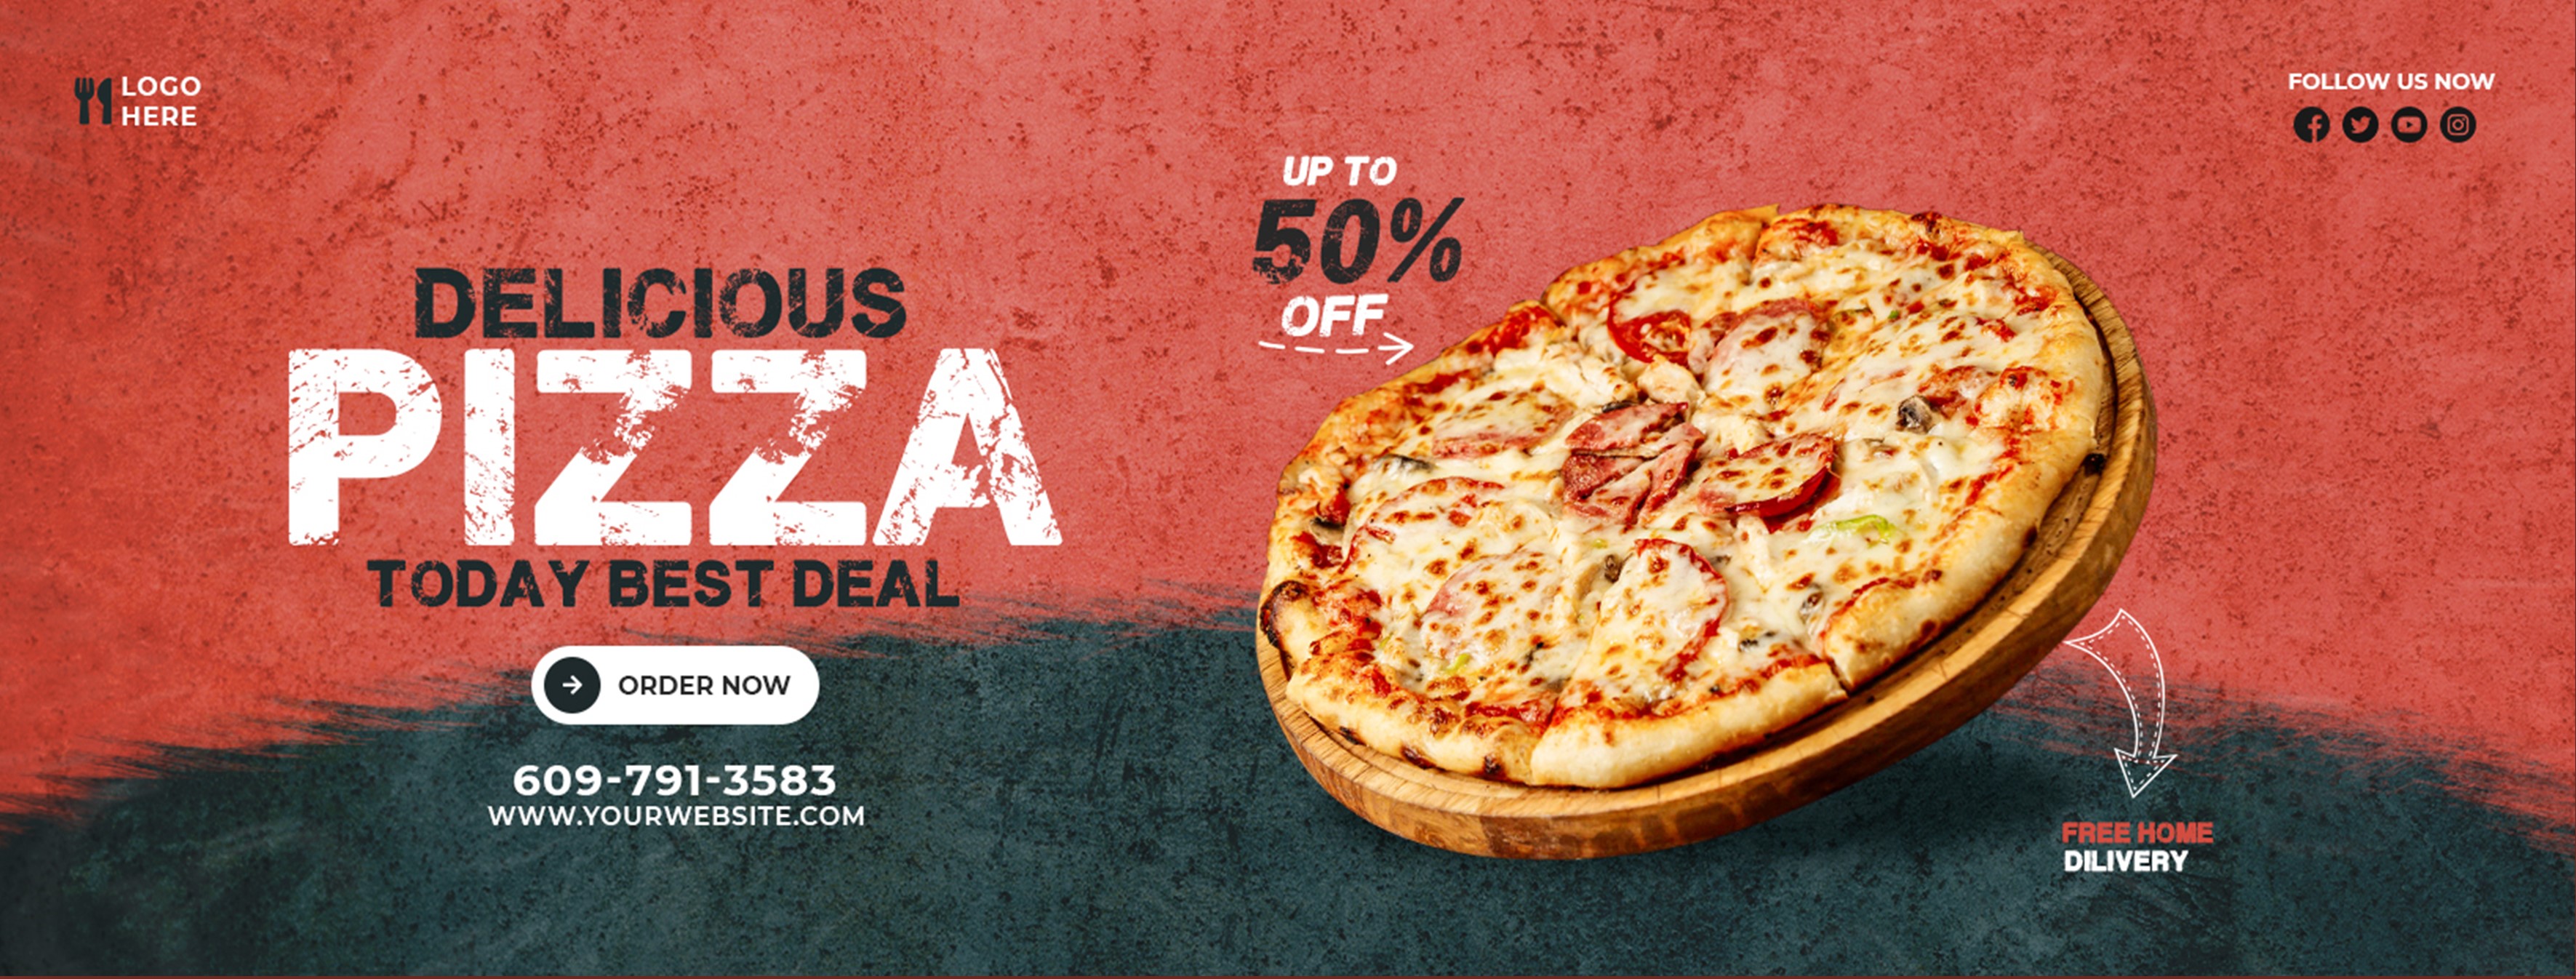 LOGO
HERE
FOLLOW US NOW
UP TO
50%
OFF
DELICIOUS
PIZZA
TODAY BEST DEAL
ORDER NOW
609-791-3583
WWW.YOURWEBSITE.COM
FREE HOME
DILIVERY